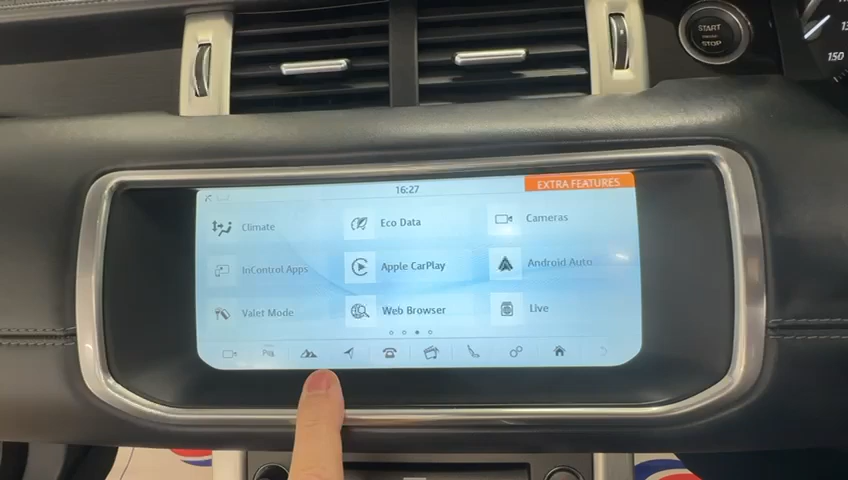 START
STOP
150
16:27
EXTRA FEATURES
Climate
Eco Data
Cameras
InControl Apps
Apple CarPlay
Android Auto
Valet Mode
Web Browser
Live